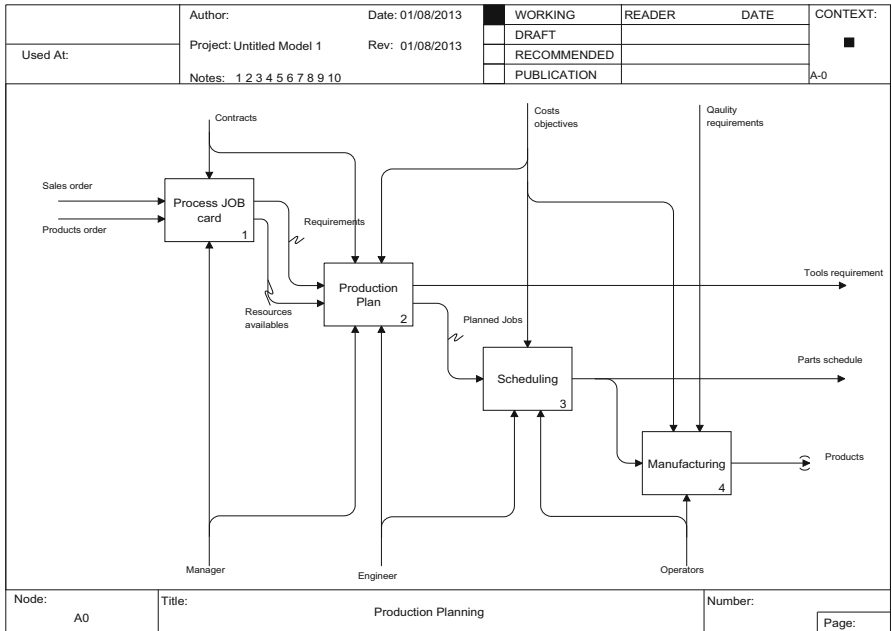 Used At:
Author:
Date: 01/08/2013
Project: Untitled Model 1
Rev: 01/08/2013
Notes: 1 2 3 4 5 6 7 8 9 10
WORKING
DRAFT
RECOMMENDED
PUBLICATION
READER
DATE
CONTEXT:
A-0
Contracts
Costs
objectives
Qaulity
requirements
Sales order
Products order
Process JOB
card
1
Requirements
Resources
availables
Production
Plan
2
Tools requirement
Planned Jobs
Scheduling
3
Parts schedule
Manufacturing
4
Products
Manager
Engineer
Operators
Node:
A0
Title:
Production Planning
Number:
Page: